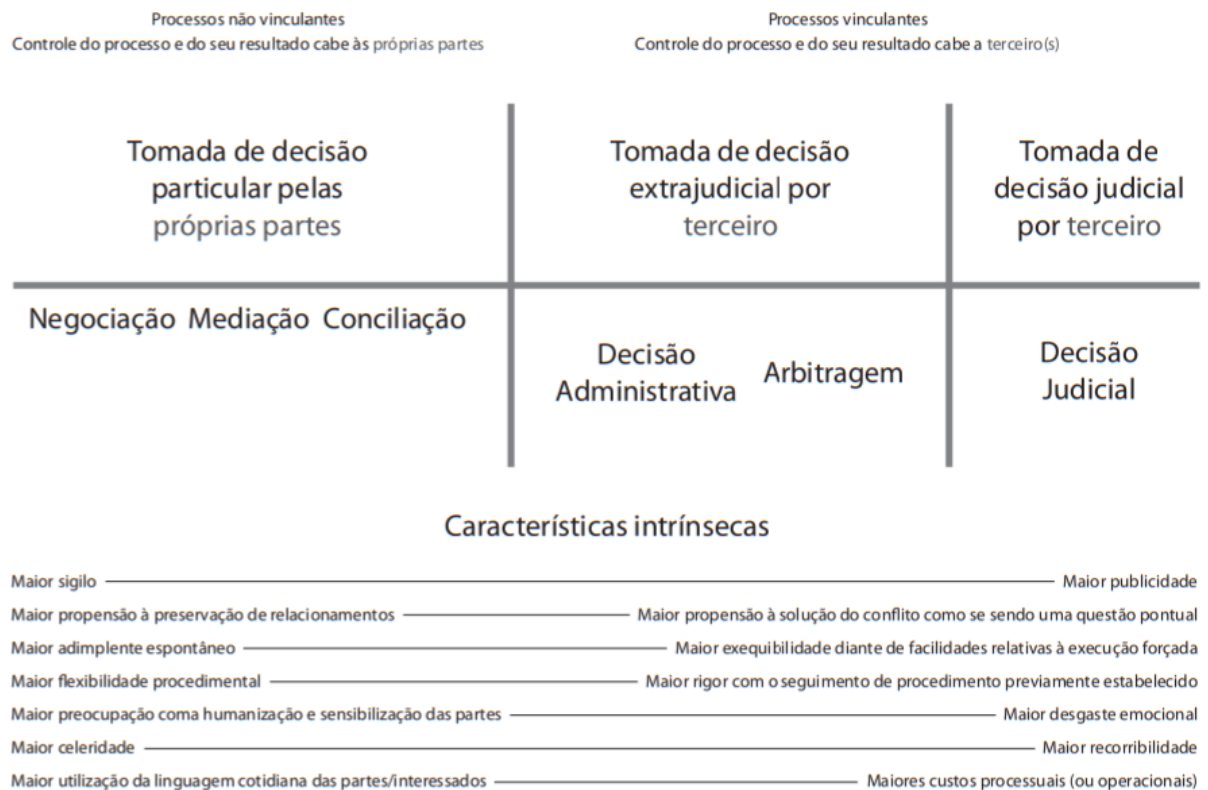 Processos não vinculantes
Controle do processo e do seu resultado cabe às próprias partes
Processos vinculantes
Controle do processo e do seu resultado cabe a terceiro(s)
Tomada de decisão
particular pelas
próprias partes
Tomada de decisão
extrajudicial por
terceiro
Tomada de
decisão judicial
por terceiro
Negociação Mediação Conciliação
Decisão
Administrativa
Arbitragem
Decisão
Judicial
Características intrínsecas
Maior sigilo Maior publicidade
Maior propensão à preservação de relacionamentos Maior propensão à solução do conflito como se sendo uma questão pontual
Maior adimplente espontâneo Maior exequibilidade diante de facilidades relativas à execução forçada
Maior flexibilidade procedimental Maior rigor com o seguimento de procedimento previamente estabelecido
Maior preocupação coma humanização e sensibilização das partes Maior desgaste emocional
Maior celeridade Maior recorribilidade
Maior utilização da linguagem cotidiana das partes/interessados Maiores custos processuais (ou operacionais)